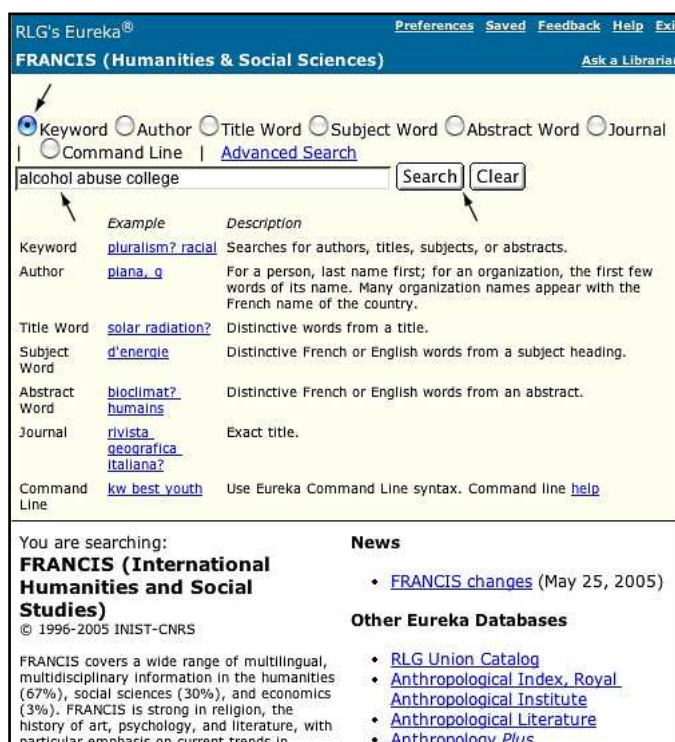 RLG's Eureka®
Preferences Saved Feedback Help Exi
FRANCIS (Humanities & Social Sciences)
Ask a Librarian
Keyword Author Title Word Subject Word Abstract Word Journal
| Command Line | Advanced Search
alcohol abuse college Search Clear
Example Description
Keyword pluralism? racial Searches for authors, titles, subjects, or abstracts.
Author piana, g For a person, last name first; for an organization, the first few
words of its name. Many organization names appear with the
French name of the country.
Title Word solar radiation? Distinctive words from a title.
Subject d'energie Distinctive French or English words from a subject heading.
Word
Abstract bioclimat? Distinctive French or English words from an abstract.
Word humains
Journal rivista Exact title.
geografica
italiana?
Command kw best youth Use Eureka Command Line syntax. Command line help
Line
You are searching:
FRANCIS (International
Humanities and Social
Studies)
© 1996-2005 INIST-CNRS
FRANCIS covers a wide range of multilingual,
multidisciplinary information in the humanities
(67%), social sciences (30%), and economics
(3%). FRANCIS is strong in religion, the
history of art, psychology, and literature, with
particular emphasis on current trends in
News
• FRANCIS changes (May 25, 2005)
Other Eureka Databases
• RLG Union Catalog
• Anthropological Index, Royal
Anthropological Institute
• Anthropological Literature
• Anthropology Plus